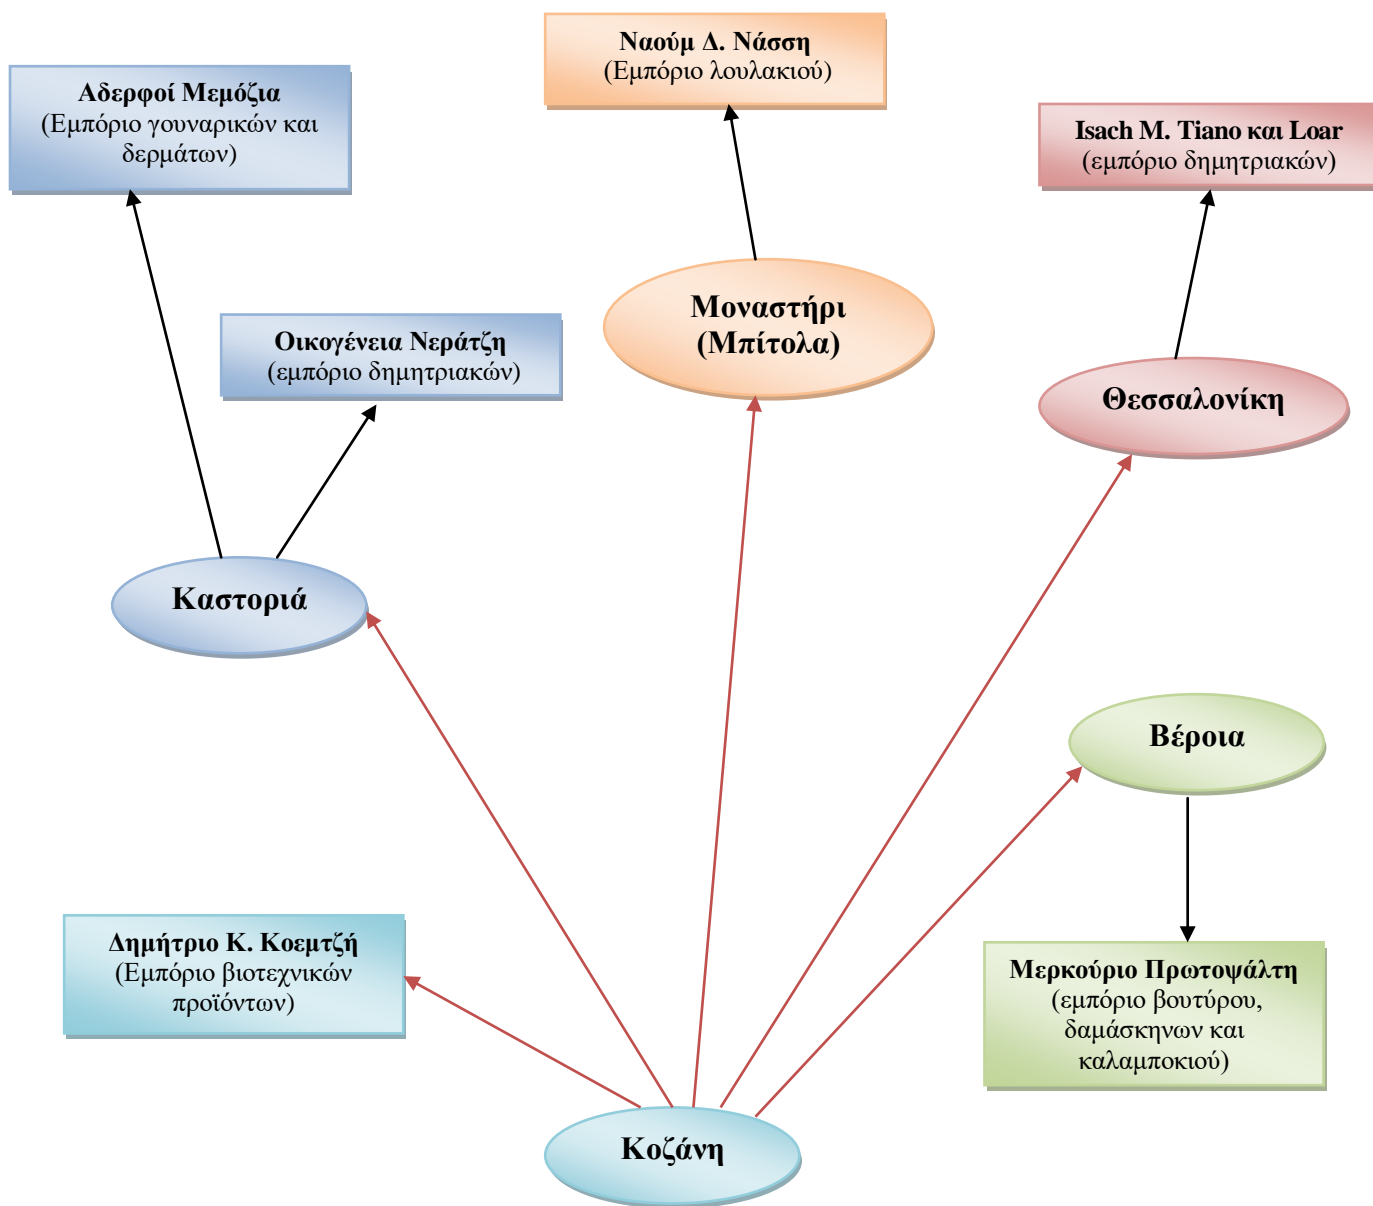 Ναούμ Δ. Νάσση
(Εμπόριο λουλακιού)
Αδερφοί Μεμόζια
(Εμπόριο γουναρικών και
δερμάτων)
Isach M. Tiano και Loar
(εμπόριο δημητριακών)
Μοναστήρι
(Μπίτολα)
Οικογένεια Νεράτζη
(εμπόριο δημητριακών)
Θεσσαλονίκη
Καστοριά
Βέροια
Δημήτριο Κ. Κοεμτζή
(Εμπόριο βιοτεχνικών
προϊόντων)
Μερκούριο Πρωτοψάλτη
(εμπόριο βουτύρου,
δαμάσκηνων και
καλαμποκιού)
Κοζάνη